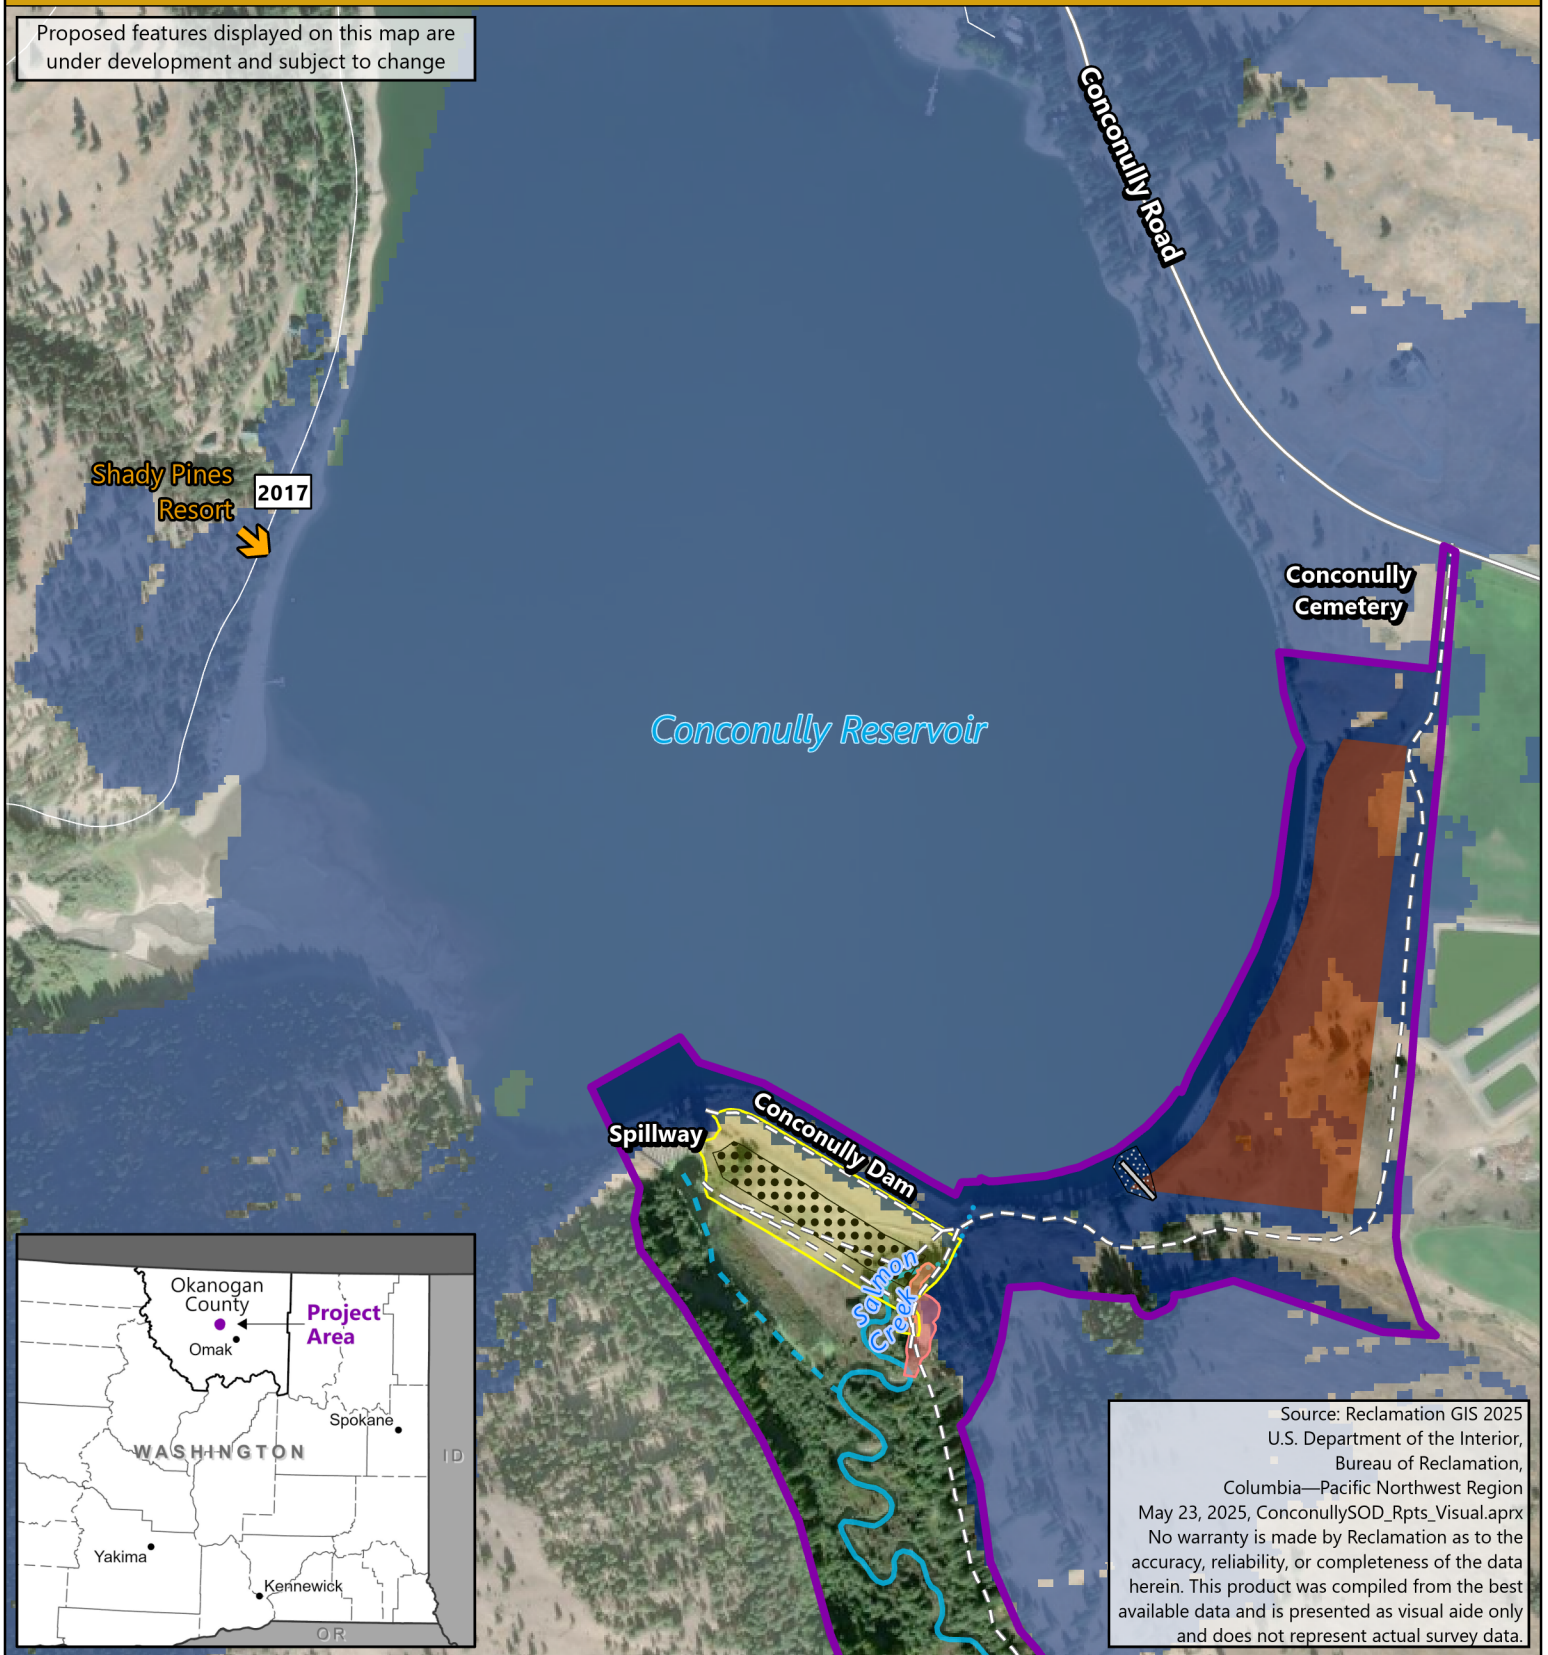 Proposed features displayed on this map are
under development and subject to change
Conconully Road
Shady Pines
Resort
2017
Conconully
Cemetery
Conconully Reservoir
Conconully Dam
Spillway
Salmon
Creek
Okanogan
County
Project
Area
Omak
Spokane
WASHINGTON
ID
Yakima
Kennewick
OR
Source: Reclamation GIS 2025
U.S. Department of the Interior,
Bureau of Reclamation,
Columbia—Pacific Northwest Region
May 23, 2025, ConconullySOD_Rpts_Visual.aprx
No warranty is made by Reclamation as to the
accuracy, reliability, or completeness of the data
herein. This product was compiled from the best
available data and is presented as visual aide only
and does not represent actual survey data.